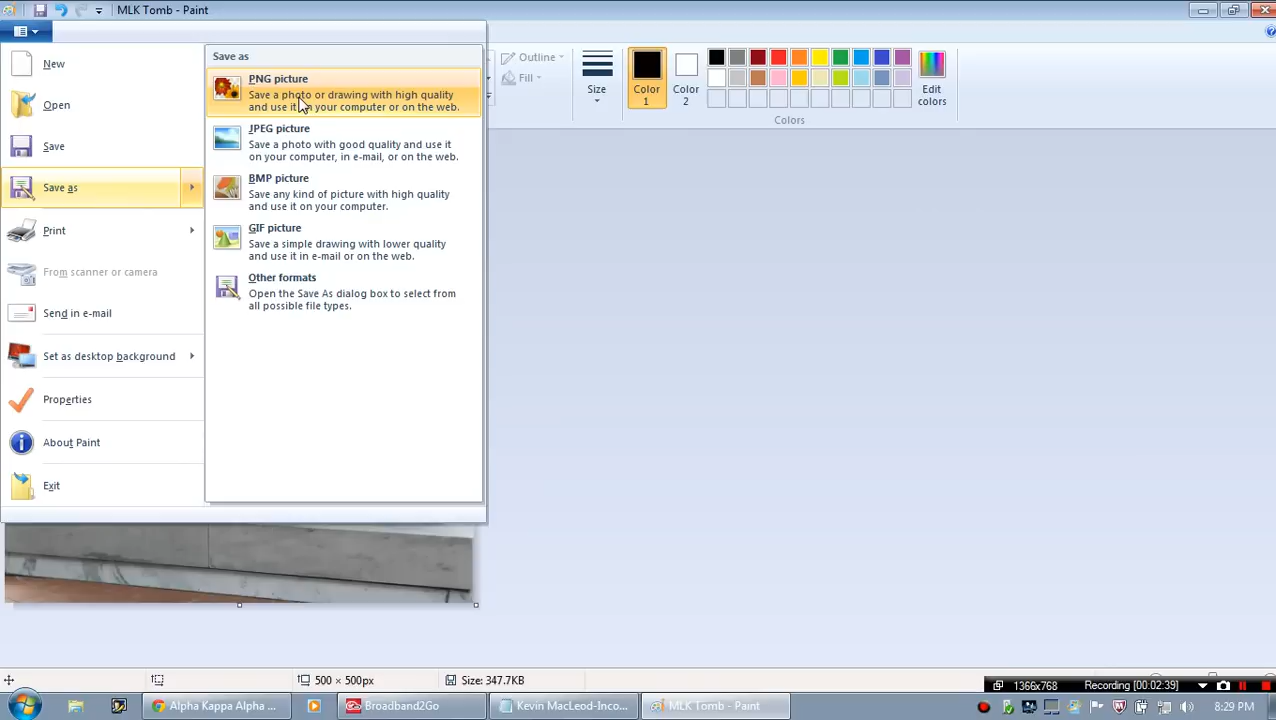 MLK Tomb - Paint
New
Open
Save
Save as
Print
From scanner or camera
Send in e-mail
Set as desktop background
Properties
About Paint
Exit
Save as
PNG picture
Save a photo or drawing with high quality
and use it on your computer or on the web.
JPEG picture
Save a photo with good quality and use it
on your computer, in e-mail, or on the web.
BMP picture
Save any kind of picture with high quality
and use it on your computer.
GIF picture
Save a simple drawing with lower quality
and use it in e-mail or on the web.
Other formats
Open the Save As dialog box to select from
all possible file types.
Outline
Fill
Size
Color
1
Color
2
Edit
colors
Colors
500 × 500px
Size: 347.7KB
1366x768
Recording [00:02:39]
Alpha Kappa Alpha ...
Broadband2Go
Kevin MacLeod-Inco...
MLK Tomb - Paint
8:29 PM